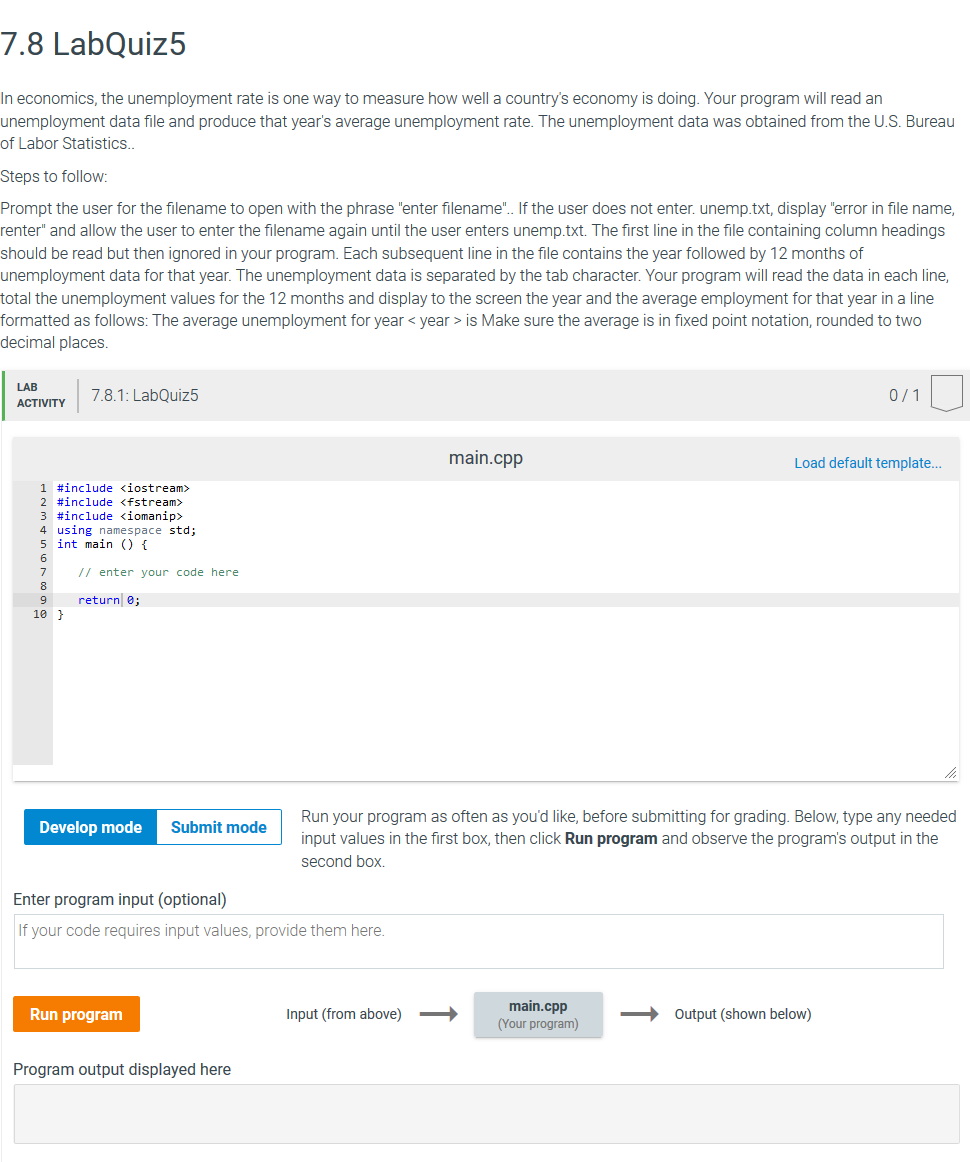 7.8 LabQuiz5
In economics, the unemployment rate is one way to measure how well a country's economy is doing. Your program will read an
unemployment data file and produce that year's average unemployment rate. The unemployment data was obtained from the U.S. Bureau
of Labor Statistics..
Steps to follow:
Prompt the user for the filename to open with the phrase "enter filename".. If the user does not enter. unemp.txt, display "error in file name,
renter" and allow the user to enter the filename again until the user enters unemp.txt. The first line in the file containing column headings
should be read but then ignored in your program. Each subsequent line in the file contains the year followed by 12 months of
unemployment data for that year. The unemployment data is separated by the tab character. Your program will read the data in each line,
total the unemployment values for the 12 months and display to the screen the year and the average employment for that year in a line
formatted as follows: The average unemployment for year < year > is Make sure the average is in fixed point notation, rounded to two
decimal places.
LAB
ACTIVITY
7.8.1: LabQuiz5
0 / 1
main.cpp
Load default template...
1 #include <iostream>
2 #include <fstream>
3 #include <iomanip>
4 using namespace std;
5 int main () {
6
7 // enter your code here
8
9 return 0;
10 }
Develop mode
Submit mode
Run your program as often as you'd like, before submitting for grading. Below, type any needed
input values in the first box, then click Run program and observe the program's output in the
second box.
Enter program input (optional)
If your code requires input values, provide them here.
Run program
Input (from above)
main.cpp
(Your program)
Output (shown below)
Program output displayed here